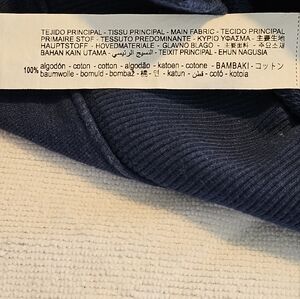 TEJIDO PRINCIPAL - TISSU PRINCIPAL - MAIN FABRIC - TECIDO PRINCIPAL
PRIMAIRE STOF - TESSUTO PREDOMINANTE - ΚΥΡΙΟ ΥΦΑΣΜΑ - 主要生地
HAUPTSTOFF - HOVEDMATERIALE - GLAVNO BLAGO - 主要面料 - 주요소재
BAHAN KAIN UTAMA - النسيج الرئيسي - TEIXIT PRINCIPAL - EHUN NAGUSIA
100% algodón - coton - cotton - algodão - katoen - cotone - ΒΑΜΒΑΚΙ - コットン
baumwolle - bomuld - bombaž - 棉 - 면 - katun - قطن - cotó - kotoia